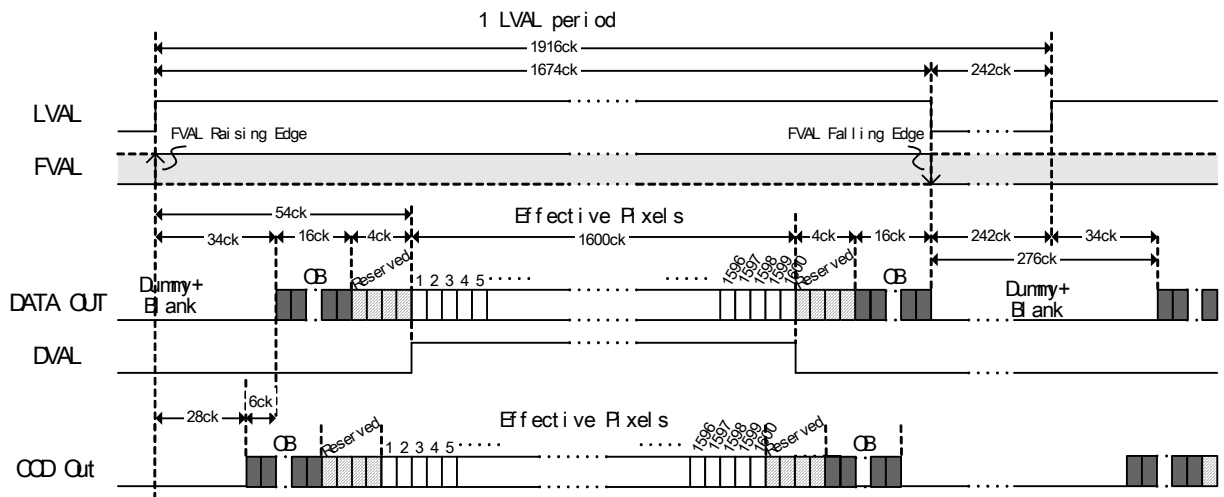 1 LVAL period
1916ck
1674ck 242ck
LVAL
FVAL Raising Edge FVAL Falling Edge
FVAL
54ck Effective Pixels
34ck 16ck 4ck 1600ck 4ck 16ck 242ck 34ck
276ck
Dummy+ Blank OB Reserved 1 2 3 4 5 ...... ...... 1596 1597 1598 1599 1600 Reserved OB Dummy+ Blank
DATA OUT
DVAL
28ck 6ck
Effective Pixels
OB Reserved 1 2 3 4 5 ...... ...... 1596 1597 1598 1599 1600 Reserved OB
CCD Out